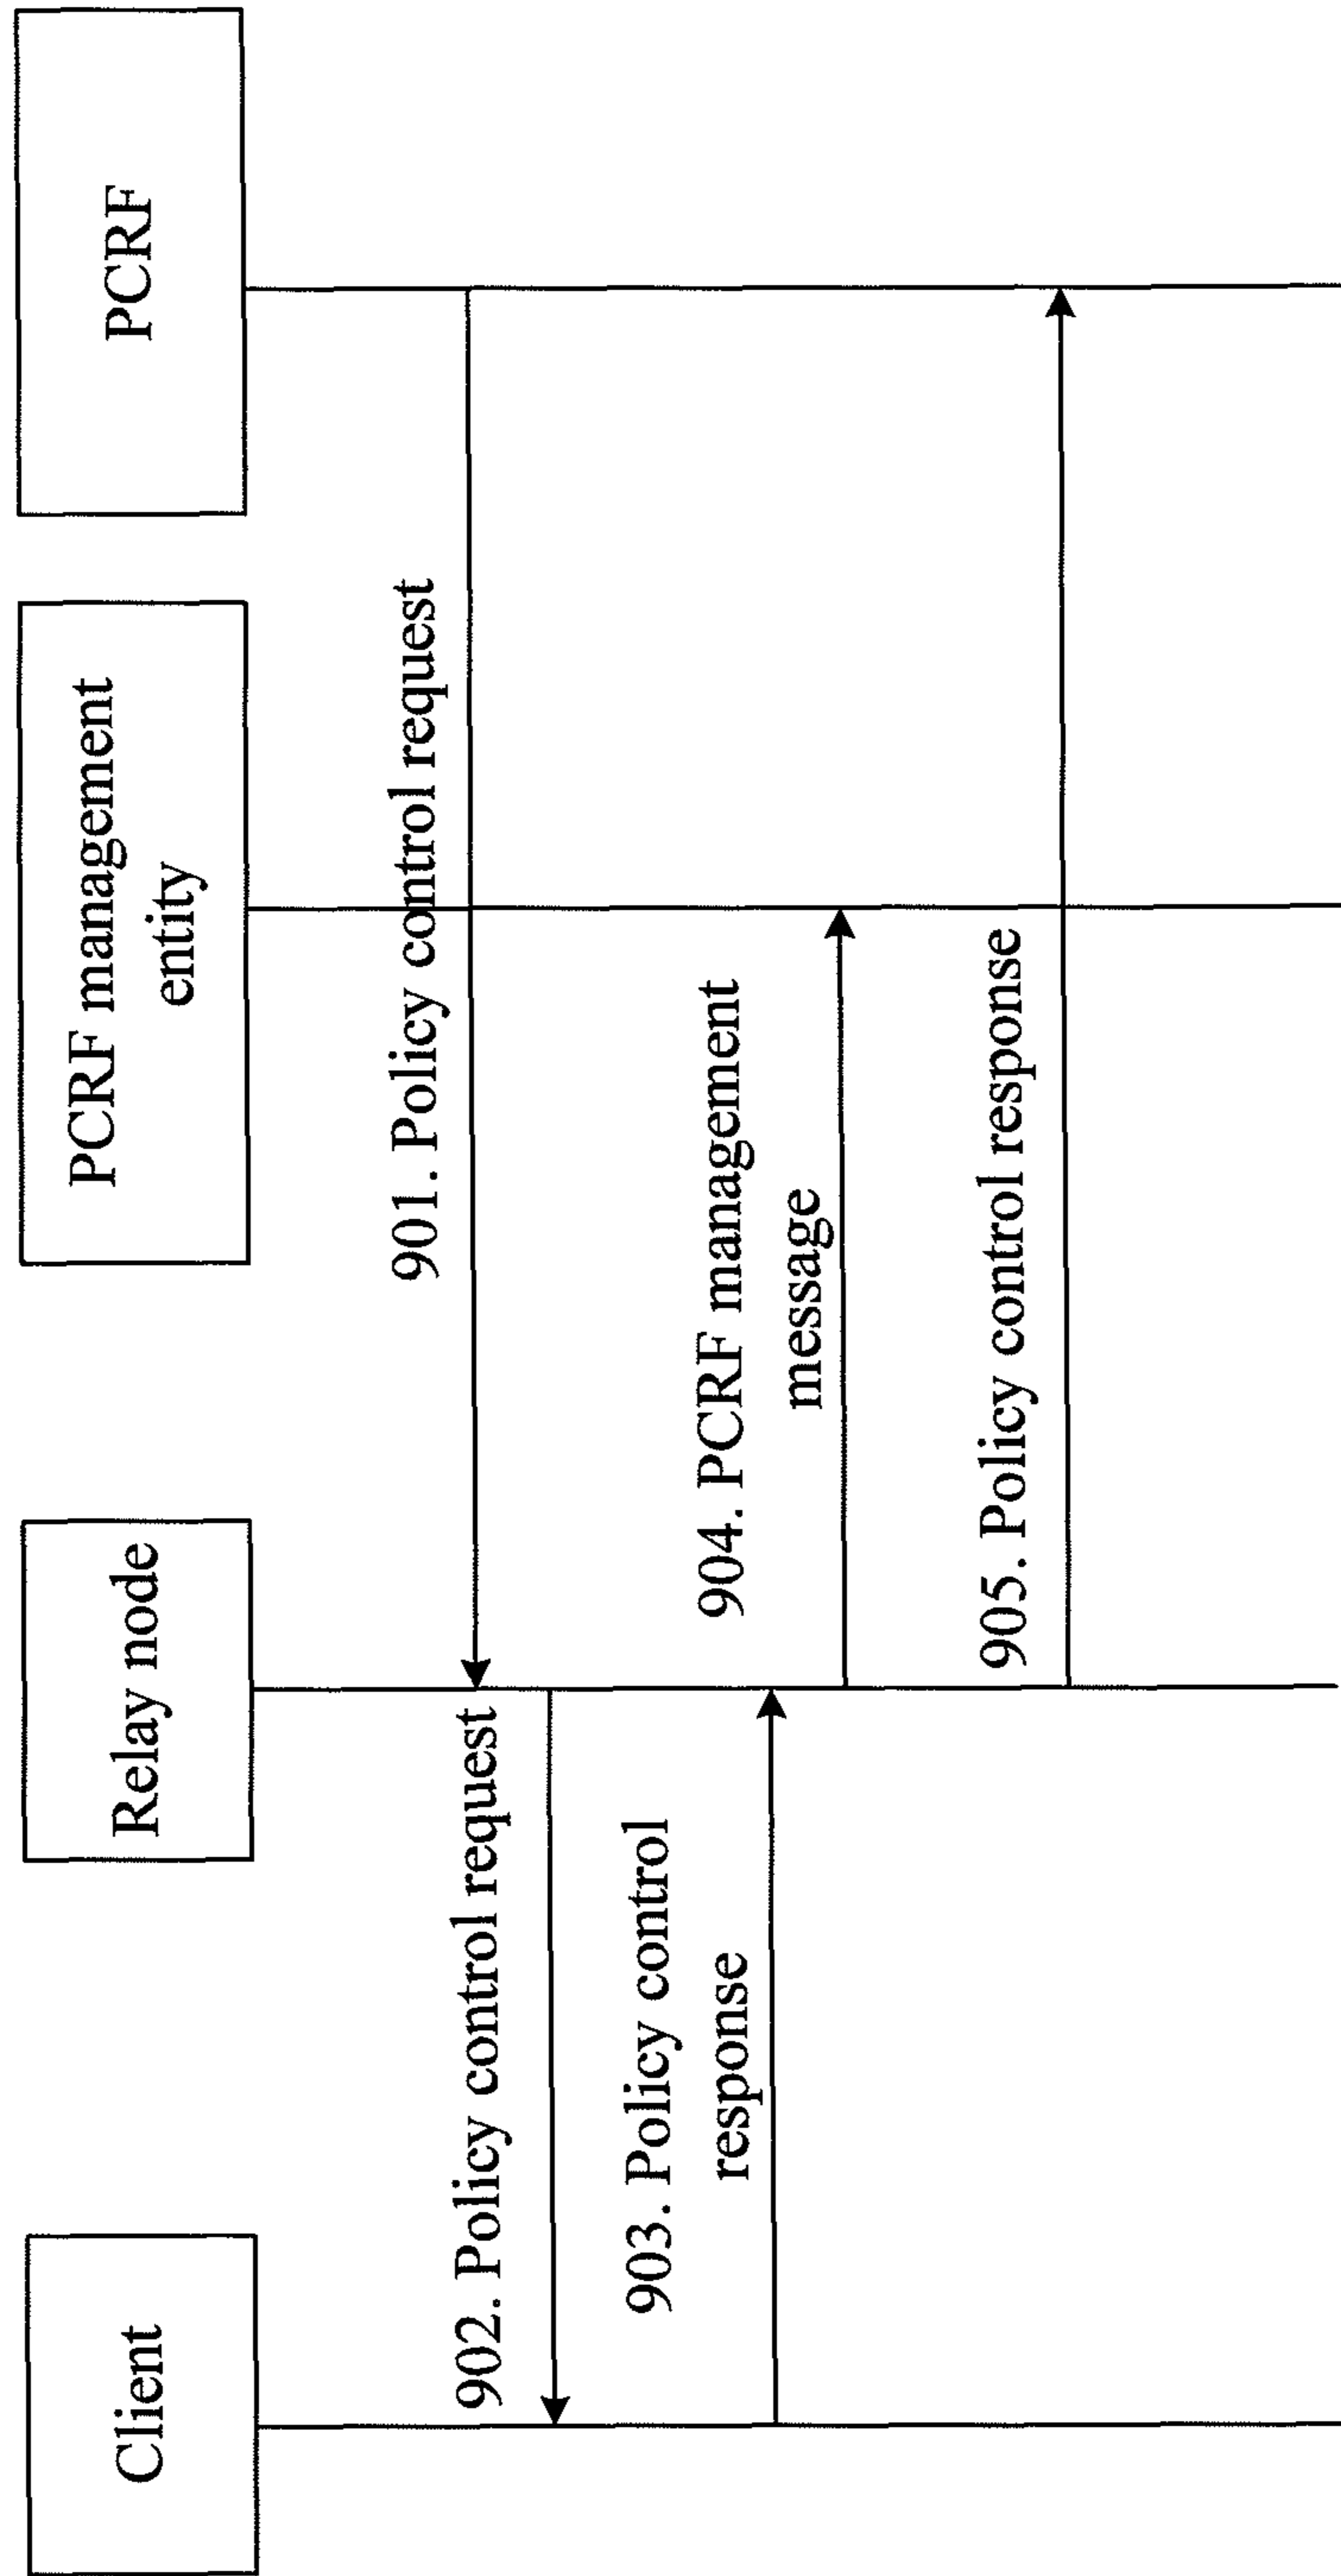 Client
Relay node
PCRF management
entity
PCRF
901. Policy control request
902. Policy control request
903. Policy control
response
904. PCRF management
message
905. Policy control response